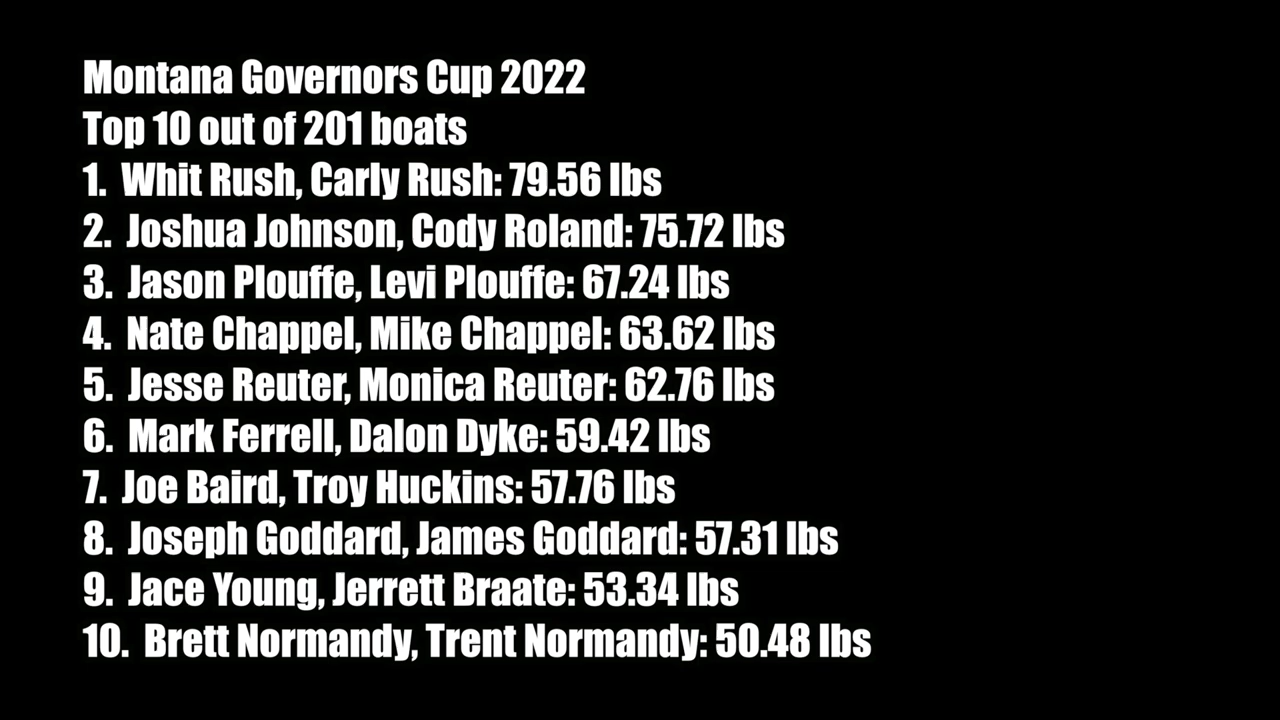 Montana Governors Cup 2022
Top 10 out of 201 boats
1. Whit Rush, Carly Rush: 79.56 lbs
2. Joshua Johnson, Cody Roland: 75.72 lbs
3. Jason Plouffe, Levi Plouffe: 67.24 lbs
4. Nate Chappel, Mike Chappel: 63.62 lbs
5. Jesse Reuter, Monica Reuter: 62.76 lbs
6. Mark Ferrell, Dalon Dyke: 59.42 lbs
7. Joe Baird, Troy Huckins: 57.76 lbs
8. Joseph Goddard, James Goddard: 57.31 lbs
9. Jace Young, Jerrett Braate: 53.34 lbs
10. Brett Normandy, Trent Normandy: 50.48 lbs